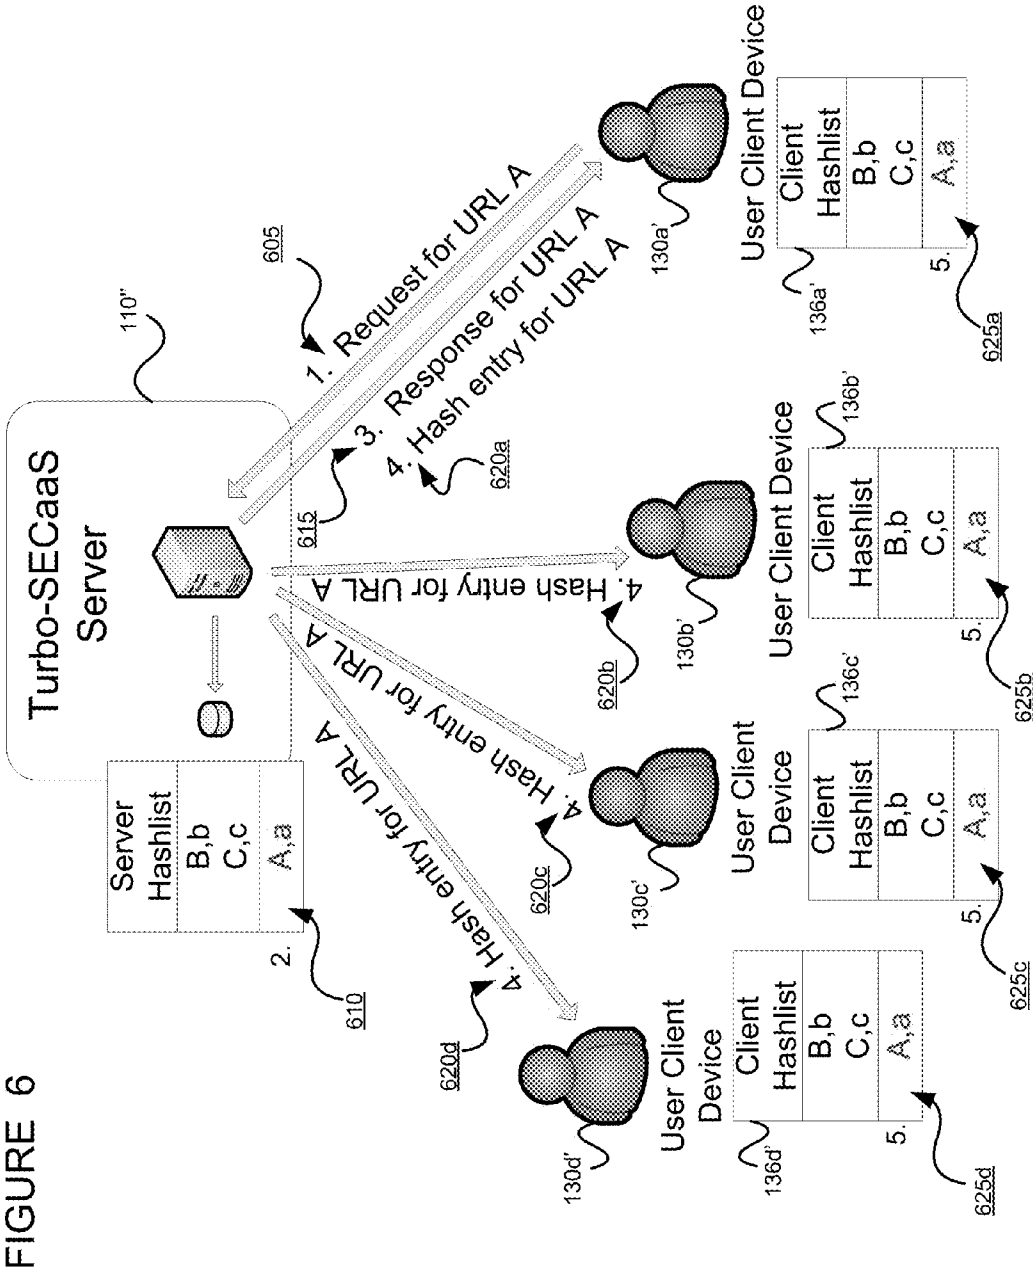 FIGURE 6
Turbo-SECaaS
Server
110"
Server
Hashlist
B,b
C,c
A,a
2.
610
605
1. Request for URL A
615
3. Response for URL A
4. Hash entry for URL A
620a
4. Hash entry for URL A
620b
4. Hash entry for URL A
620c
4. Hash entry for URL A
620d
130d'
User Client
Device
136d'
Client
Hashlist
B,b
C,c
A,a
5.
625d
130c'
User Client
Device
136c'
Client
Hashlist
B,b
C,c
A,a
5.
625c
130b'
User Client Device
136b'
Client
Hashlist
B,b
C,c
A,a
5.
625b
130a'
User Client Device
136a'
Client
Hashlist
B,b
C,c
A,a
5.
625a